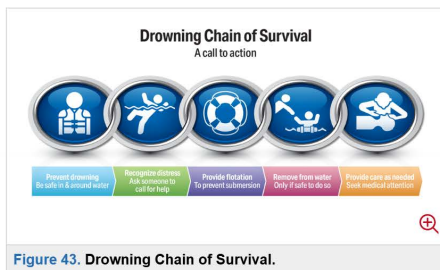 Drowning Chain of Survival
A call to action
Prevent drowning
Be safe in & around water
Recognize distress
Ask someone to
call for help
Provide flotation
To prevent submersion
Remove from water
Only if safe to do so
Provide care as needed
Seek medical attention
Figure 43. Drowning Chain of Survival.